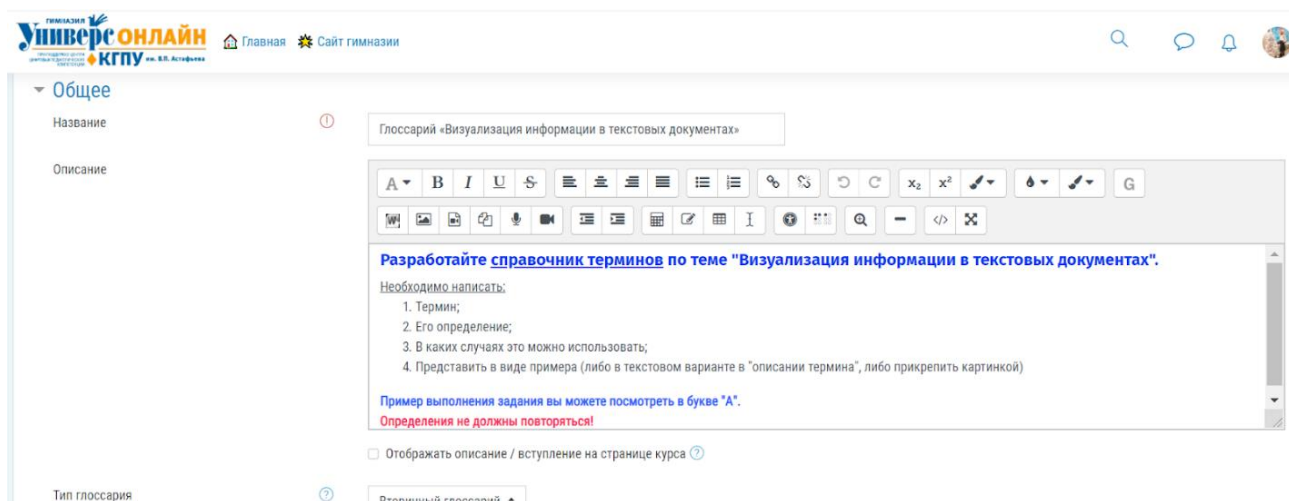 ГИМНАЗИЯ
Универс ОНЛАЙН
КГПУ им. В.П. Астафьева
Главная Сайт гимназии
Общее
Название
Глоссарий «Визуализация информации в текстовых документах»
Описание
Разработайте справочник терминов по теме "Визуализация информации в текстовых документах".
Необходимо написать:
1. Термин;
2. Его определение;
3. В каких случаях это можно использовать;
4. Представить в виде примера (либо в текстовом варианте в "описании термина", либо прикрепить картинкой)
Пример выполнения задания вы можете посмотреть в букве "А".
Определения не должны повторяться!
Отображать описание / вступление на странице курса
Тип глоссария
Вторичный глоссарий